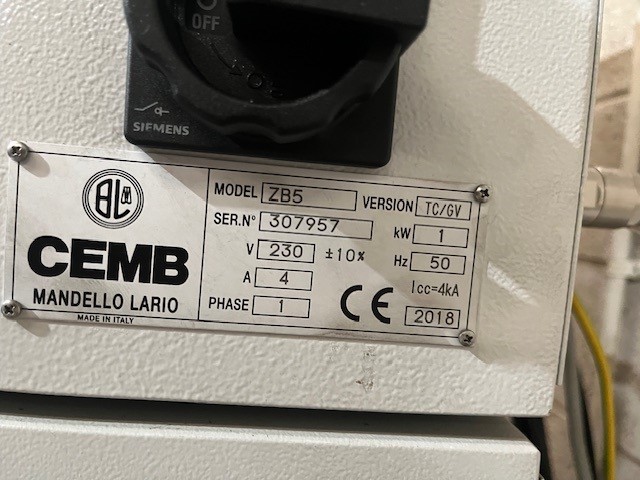 OFF
SIEMENS
BL
CEMB
MANDELLO LARIO
MADE IN ITALY
MODEL ZB5 VERSION TC/GV
SER.N° 307957 kW 1
V 230 ±10% Hz 50
A 4 Icc=4kA
PHASE 1 CE 2018